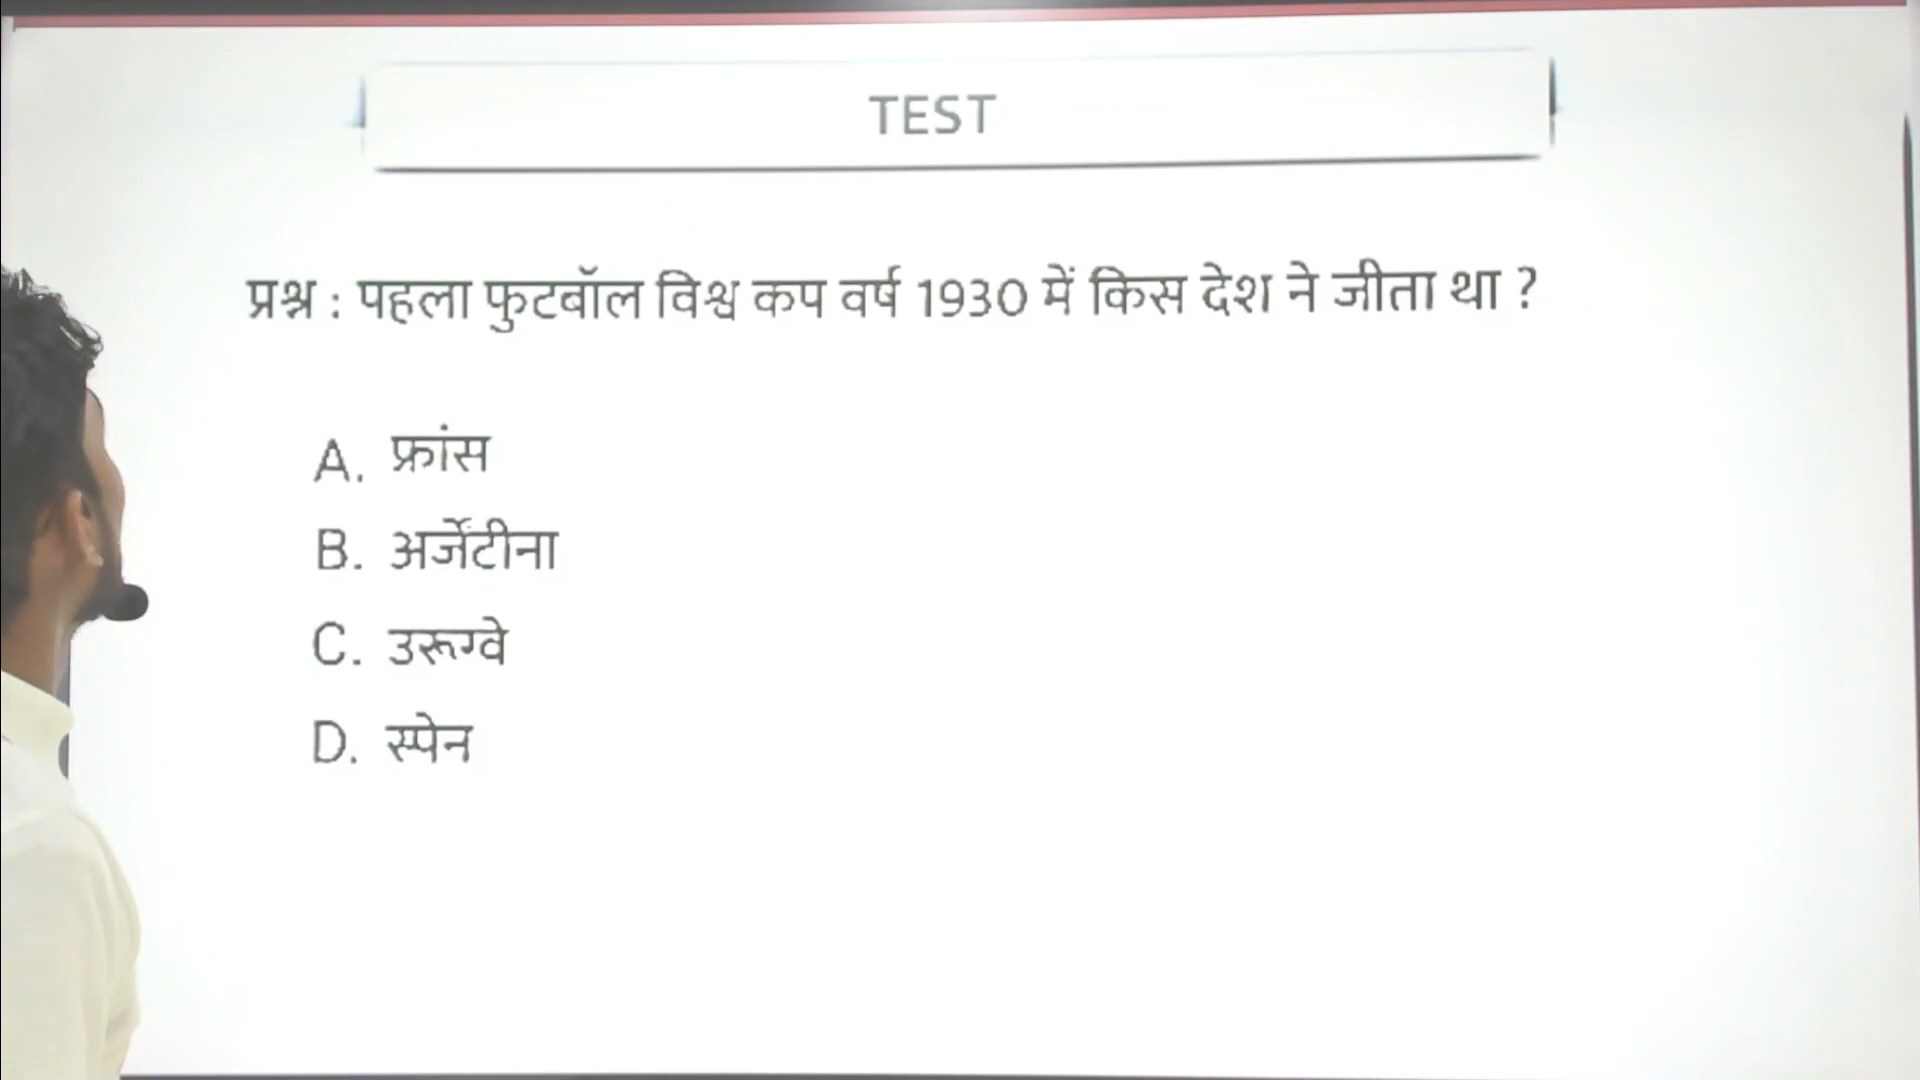 TEST
प्रश्न : पहला फुटबॉल विश्व कप वर्ष 1930 में किस देश ने जीता था ?
A. फ्रांस
B. अर्जेंटीना
C. उरूग्वे
D. स्पेन